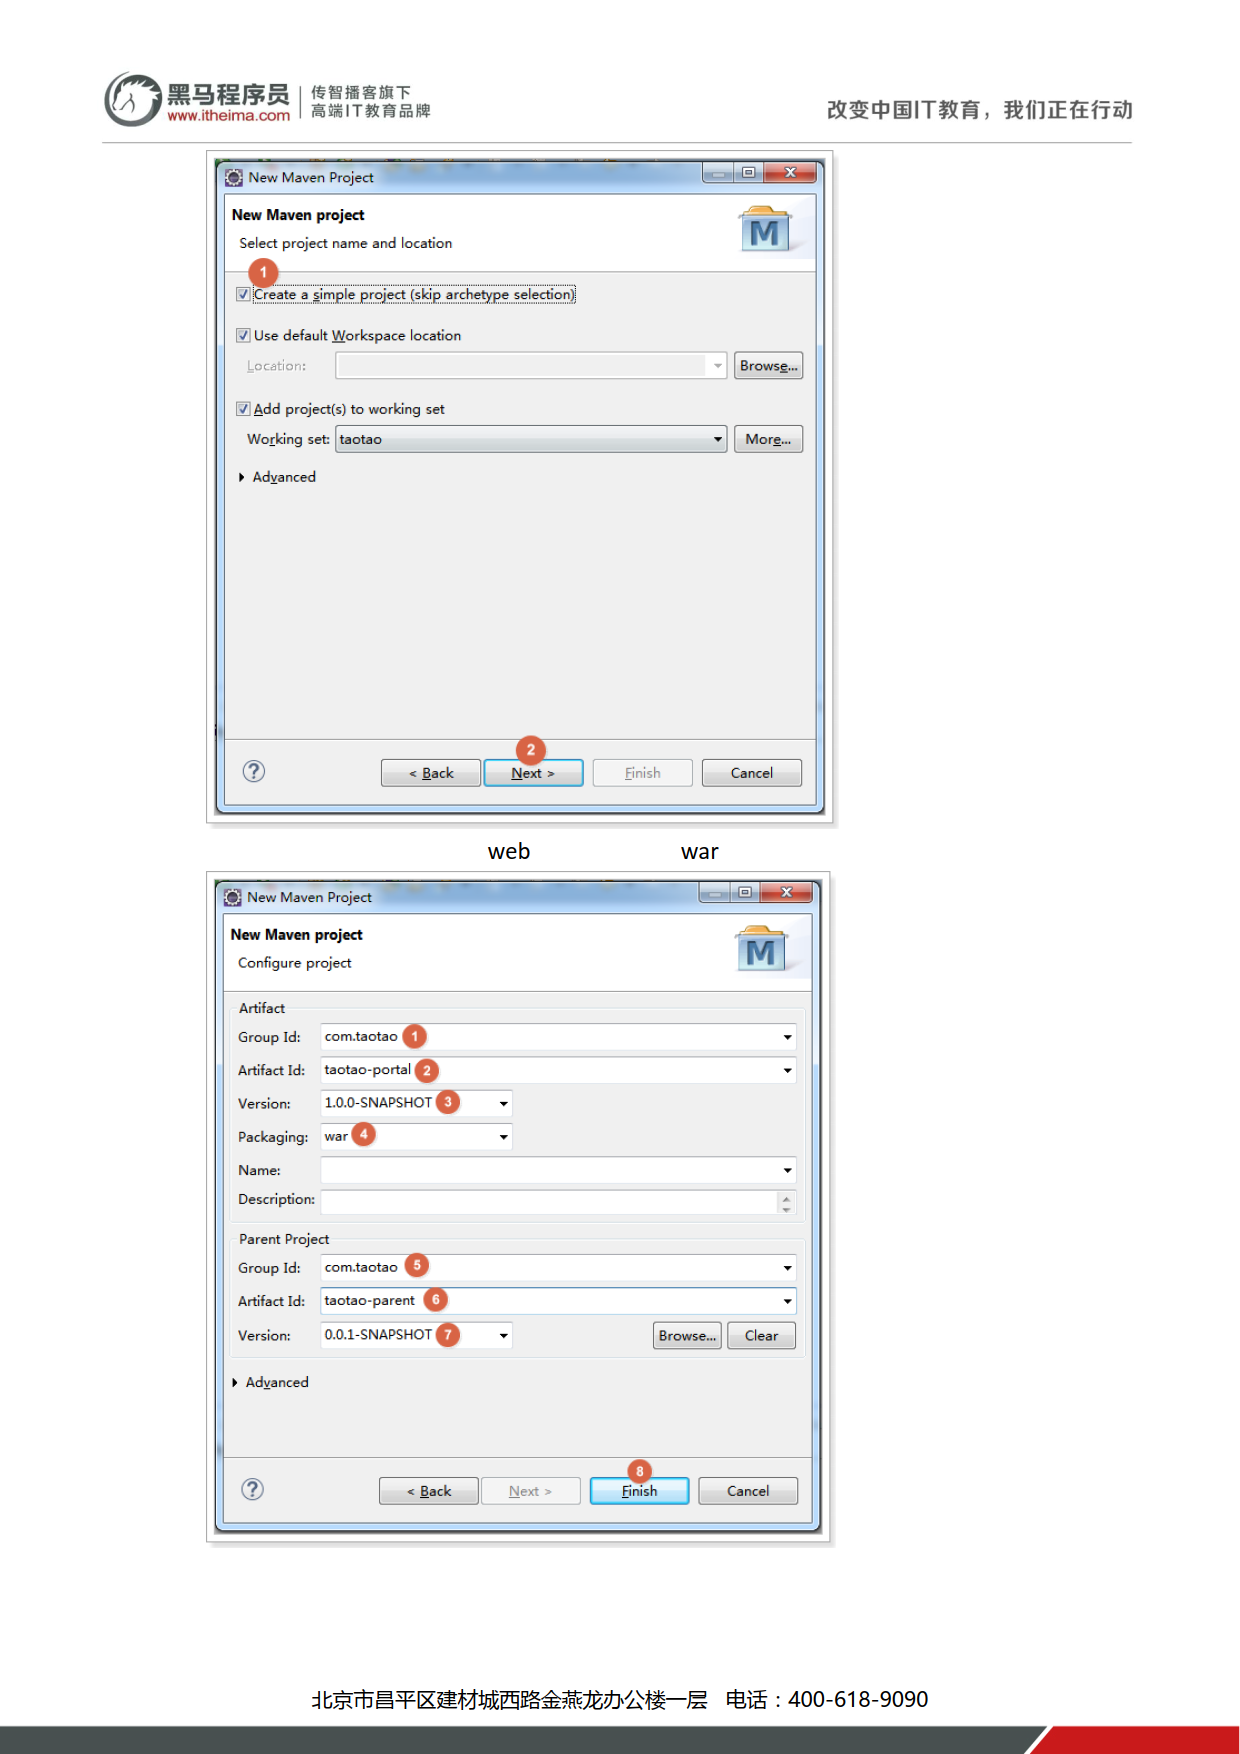 黑马程序员
www.itheima.com
传智播客旗下
高端IT教育品牌
改变中国IT教育，我们正在行动
New Maven Project
New Maven project
Select project name and location
1
Create a simple project (skip archetype selection)
Use default Workspace location
Location:
Browse...
Add project(s) to working set
Working set: taotao
More...
Advanced
2
< Back
Next >
Finish
Cancel
web war
New Maven Project
New Maven project
Configure project
Artifact
Group Id: com.taotao 1
Artifact Id: taotao-portal 2
Version: 1.0.0-SNAPSHOT 3
Packaging: war 4
Name:
Description:
Parent Project
Group Id: com.taotao 5
Artifact Id: taotao-parent 6
Version: 0.0.1-SNAPSHOT 7
Browse...
Clear
Advanced
8
< Back
Next >
Finish
Cancel
北京市昌平区建材城西路金燕龙办公楼一层 电话：400-618-9090